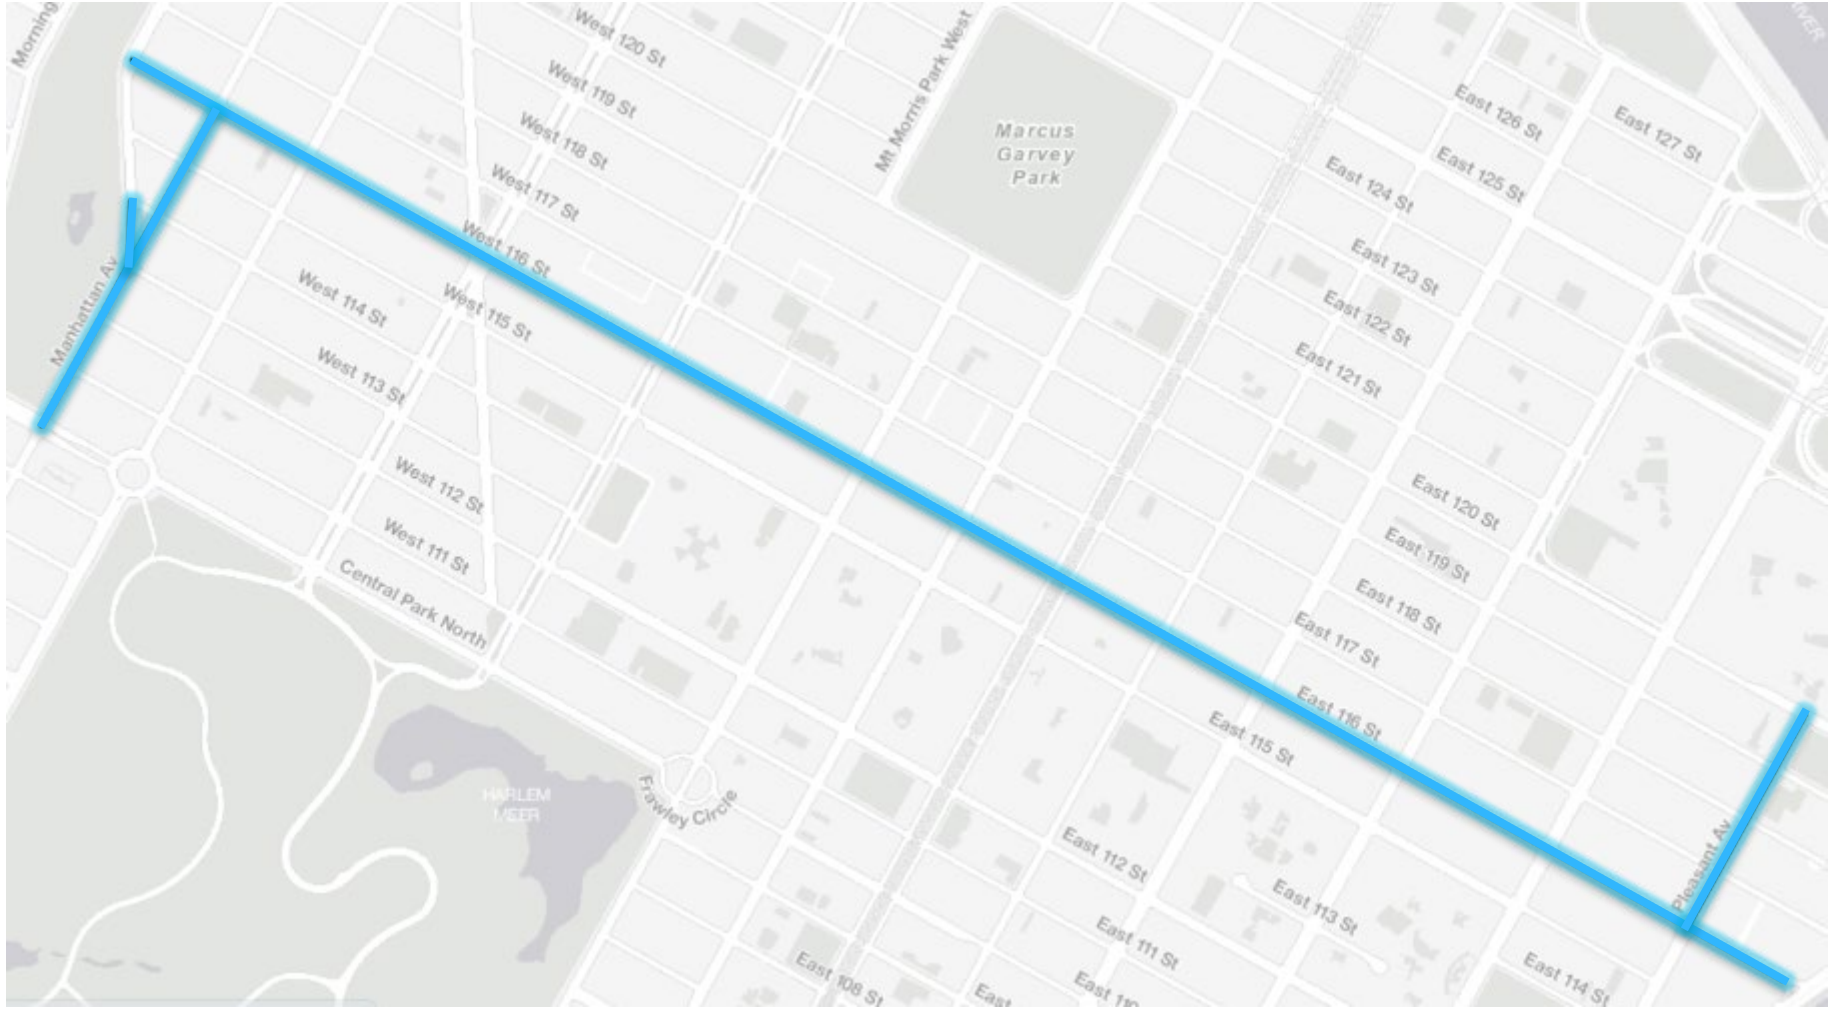 Morning
West 120 St
Mt Morris Park West
IVER
West 119 St
East 126 St
East 127 St
West 118 St
Marcus
Garvey
Park
East 125 St
East 124 St
West 117 St
West 116 St
East 123 St
Manhattan Av
West 114 St
West 115 St
East 122 St
West 113 St
East 121 St
West 112 St
East 120 St
West 111 St
East 119 St
Central Park North
East 118 St
East 117 St
East 116 St
East 115 St
HARLEM
MEER
Frawley Circle
Pleasant Av
East 112 St
East 113 St
East 111 St
East 114 St
East 108 St
East
East 110